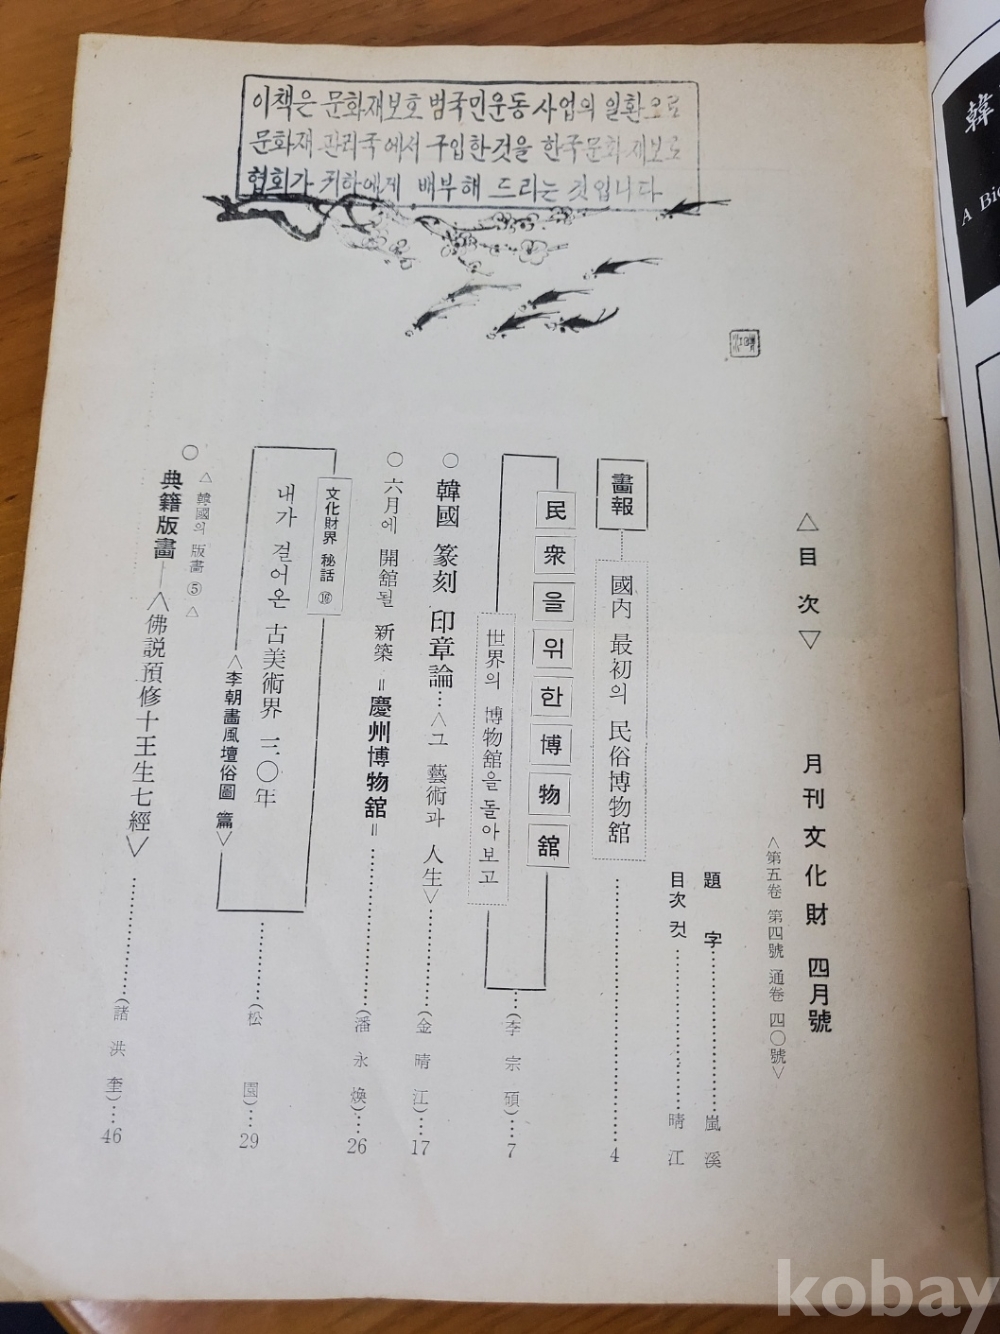 이책은 문화재보호 범국민운동 사업의 일환으로
문화재 관리국에서 구입한것을 한국문화재보호
협회가 귀하에게 배부해 드리는 것입니다
△目次▽
月刊文化財 四月號
<第五卷 第四號 通卷 四〇號>
題字 嵐溪
目次컷 晴江
畫報
國內 最初의 民俗博物舘 4
民衆을위한博物舘
世界의 博物舘을 돌아보고 (李宗碩) 7
○ 韓國 篆刻 印章論 <그 藝術과 人生> (金晴江) 17
○ 六月에 開舘될 新築 =慶州博物舘= (潘永煥) 26
文化財界 秘話 ⑯
내가 걸어온 古美術界 三〇年
<李朝畵風壇俗圖 篇> (松園) 29
△ 韓國의 版畵 ⑤ △
○ 典籍版畵—<佛説預修十王生七經> (諸洪奎) 46
韓
A Bi
kobay